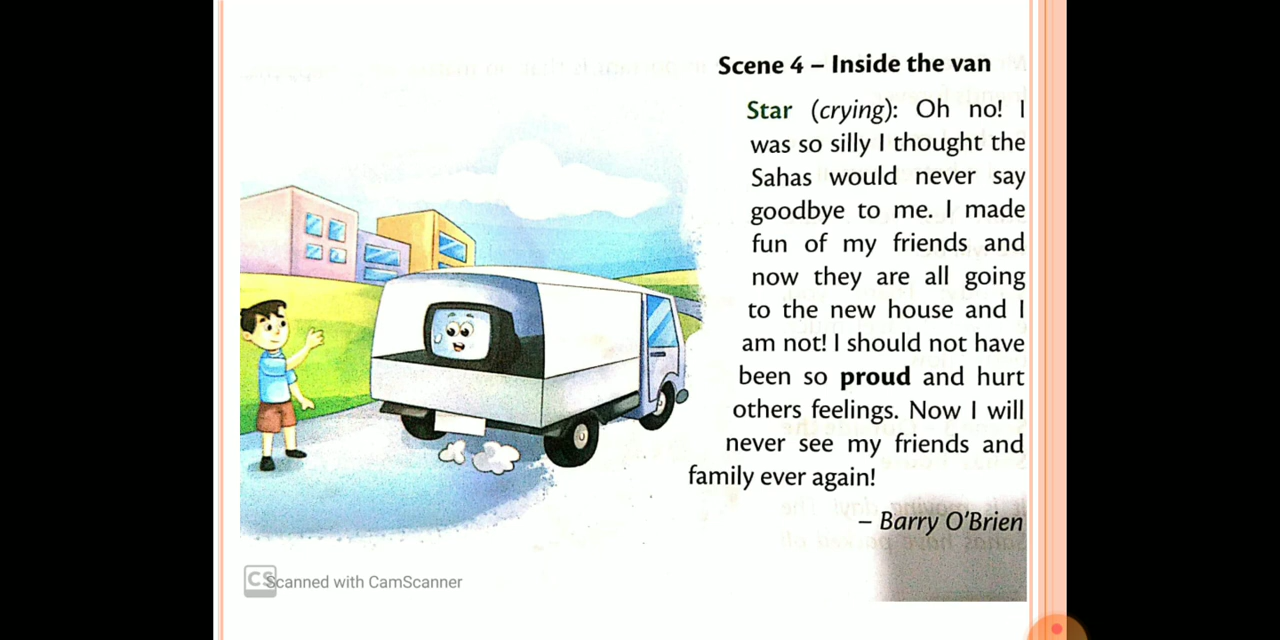 Scene 4 – Inside the van
Star (crying): Oh no! I
was so silly I thought the
Sahas would never say
goodbye to me. I made
fun of my friends and
now they are all going
to the new house and I
am not! I should not have
been so proud and hurt
others feelings. Now I will
never see my friends and
family ever again!
– Barry O'Brien
CS Scanned with CamScanner